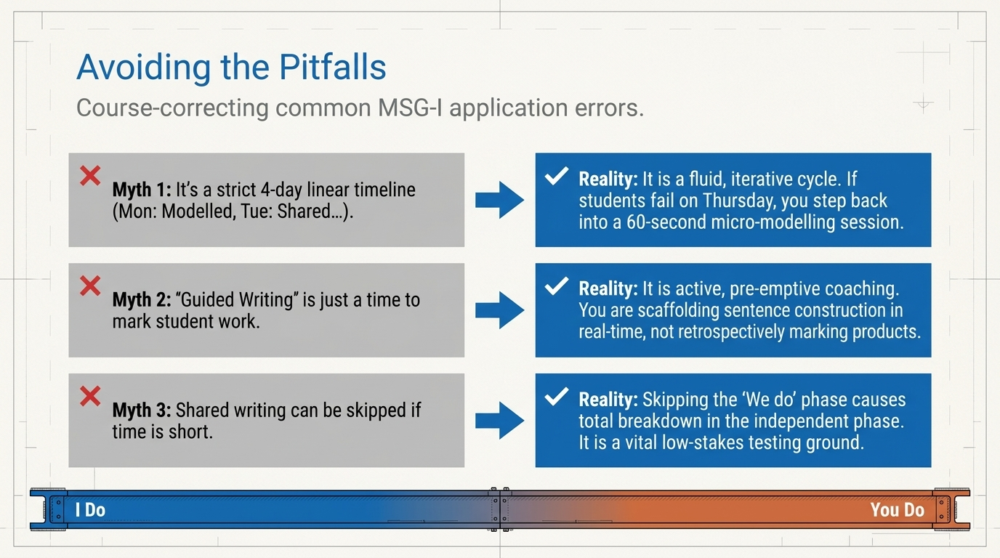 Avoiding the Pitfalls
Course-correcting common MSG-I application errors.
Myth 1: It’s a strict 4-day linear timeline
(Mon: Modelled, Tue: Shared...).
Reality: It is a fluid, iterative cycle. If
students fail on Thursday, you step back
into a 60-second micro-modelling session.
Myth 2: “Guided Writing” is just a time to
mark student work.
Reality: It is active, pre-emptive coaching.
You are scaffolding sentence construction in
real-time, not retrospectively marking products.
Myth 3: Shared writing can be skipped if
time is short.
Reality: Skipping the ‘We do’ phase causes
total breakdown in the independent phase.
It is a vital low-stakes testing ground.
I Do
You Do